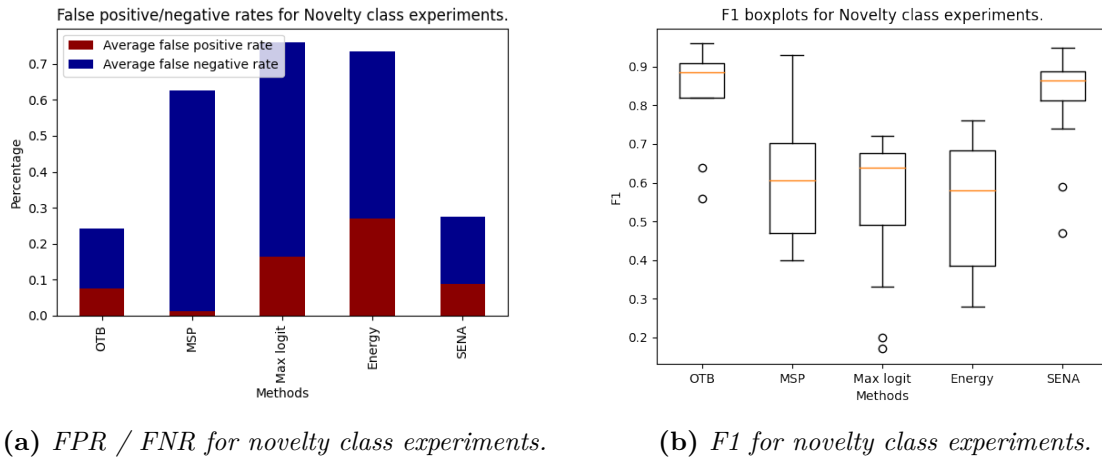 False positive/negative rates for Novelty class experiments.
Average false positive rate
Average false negative rate
0.7
0.6
0.5
0.4
0.3
0.2
0.1
0.0
Percentage
OTB
MSP
Max logit
Energy
SENA
Methods
(a) FPR / FNR for novelty class experiments.
F1 boxplots for Novelty class experiments.
0.9
0.8
0.7
0.6
0.5
0.4
0.3
0.2
F1
OTB MSP Max logit Energy SENA
Methods
(b) F1 for novelty class experiments.